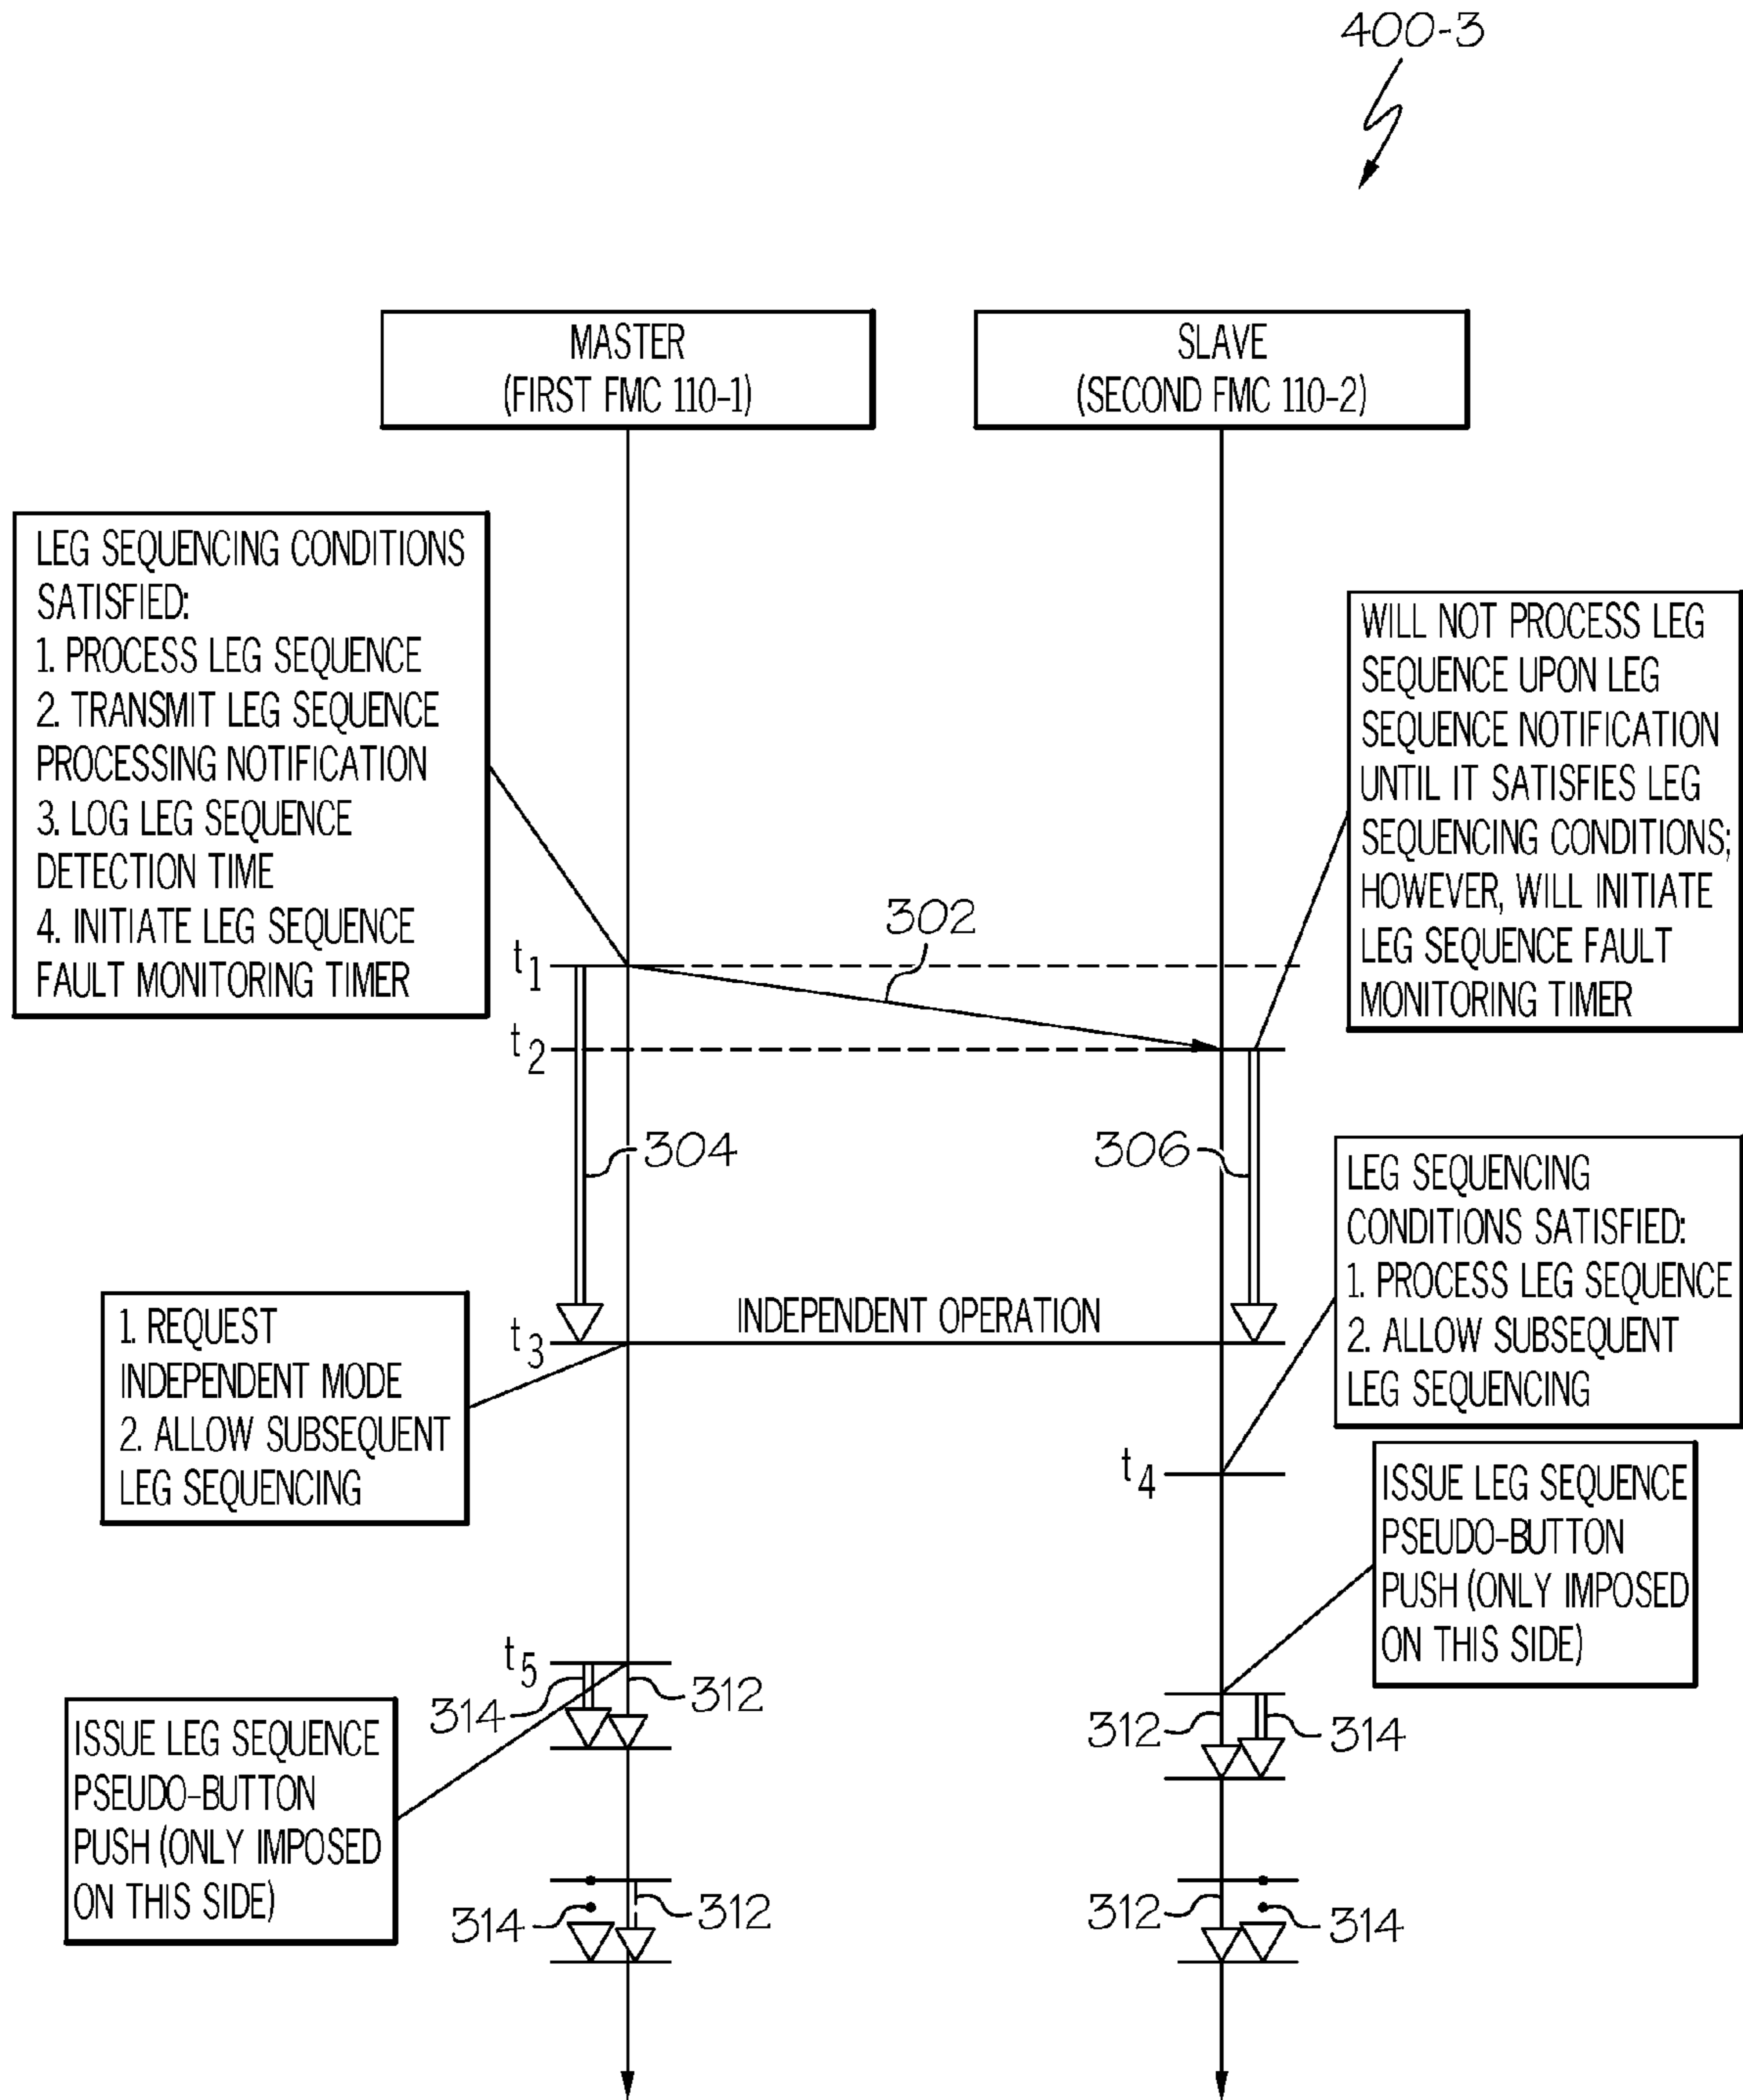 400-3
MASTER
(FIRST FMC 110-1)
SLAVE
(SECOND FMC 110-2)
LEG SEQUENCING CONDITIONS
SATISFIED:
1. PROCESS LEG SEQUENCE
2. TRANSMIT LEG SEQUENCE
PROCESSING NOTIFICATION
3. LOG LEG SEQUENCE
DETECTION TIME
4. INITIATE LEG SEQUENCE
FAULT MONITORING TIMER
WILL NOT PROCESS LEG
SEQUENCE UPON LEG
SEQUENCE NOTIFICATION
UNTIL IT SATISFIES LEG
SEQUENCING CONDITIONS;
HOWEVER, WILL INITIATE
LEG SEQUENCE FAULT
MONITORING TIMER
302
t1
t2
304
306
LEG SEQUENCING
CONDITIONS SATISFIED:
1. PROCESS LEG SEQUENCE
2. ALLOW SUBSEQUENT
LEG SEQUENCING
1. REQUEST
INDEPENDENT MODE
2. ALLOW SUBSEQUENT
LEG SEQUENCING
t3
INDEPENDENT OPERATION
t4
ISSUE LEG SEQUENCE
PSEUDO-BUTTON
PUSH (ONLY IMPOSED
ON THIS SIDE)
t5
314
312
312
314
ISSUE LEG SEQUENCE
PSEUDO-BUTTON
PUSH (ONLY IMPOSED
ON THIS SIDE)
314
312
312
314